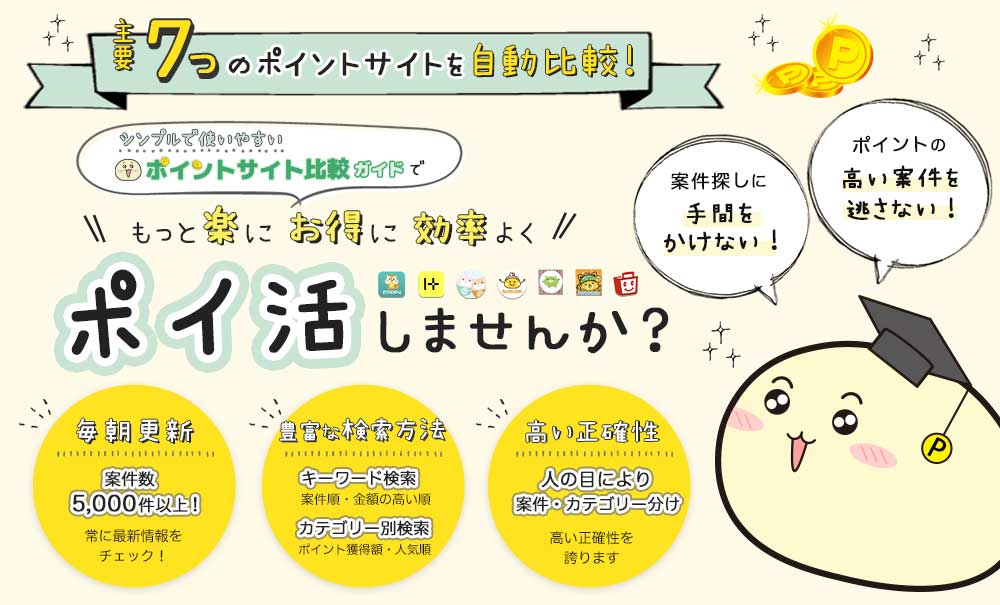 主要7つのポイントサイトを自動比較!
シンプルで使いやすい
ポイントサイト比較ガイドで
もっと楽にお得に効率よく
ポイ活しませんか?
案件探しに
手間を
かけない!
ポイントの
高い案件を
逃さない!
毎朝更新
案件数
5,000件以上!
常に最新情報を
チェック!
豊富な検索方法
キーワード検索
案件順・金額の高い順
カテゴリー別検索
ポイント獲得額・人気順
高い正確性
人の目により
案件・カテゴリー分け
高い正確性を
誇ります
P
P
P